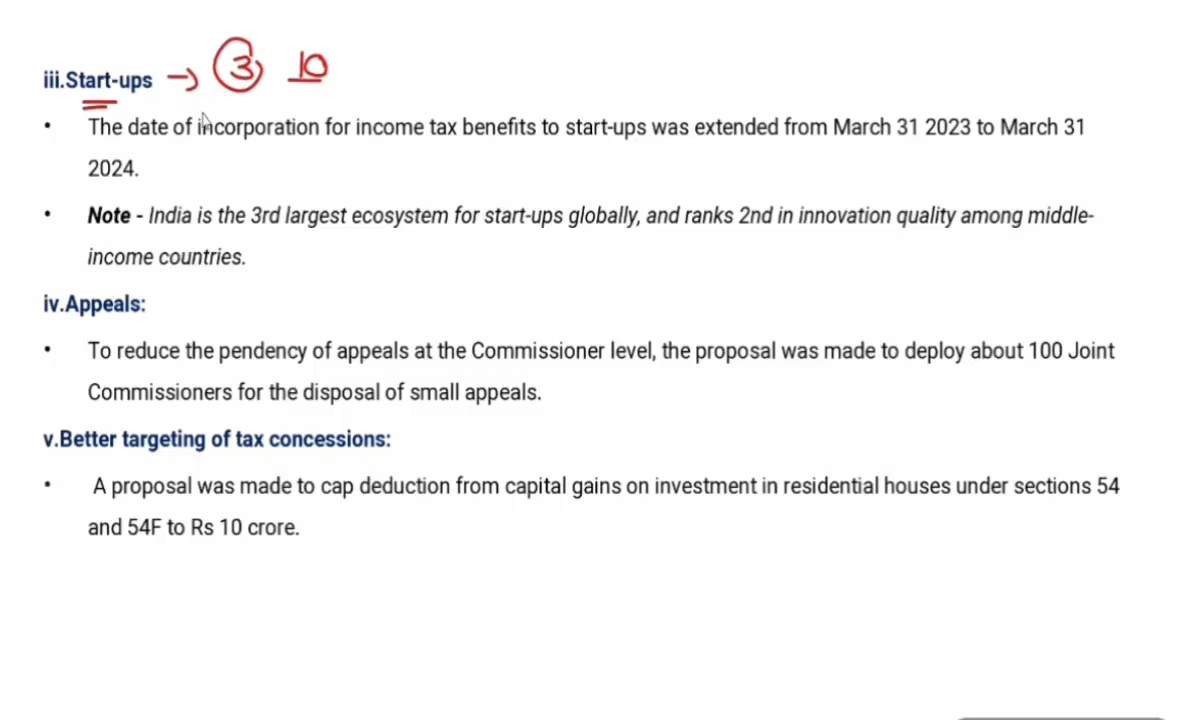 iii.Start-ups → 3 10
• The date of incorporation for income tax benefits to start-ups was extended from March 31 2023 to March 31
2024.
• Note - India is the 3rd largest ecosystem for start-ups globally, and ranks 2nd in innovation quality among middle-
income countries.
iv.Appeals:
• To reduce the pendency of appeals at the Commissioner level, the proposal was made to deploy about 100 Joint
Commissioners for the disposal of small appeals.
v.Better targeting of tax concessions:
• A proposal was made to cap deduction from capital gains on investment in residential houses under sections 54
and 54F to Rs 10 crore.